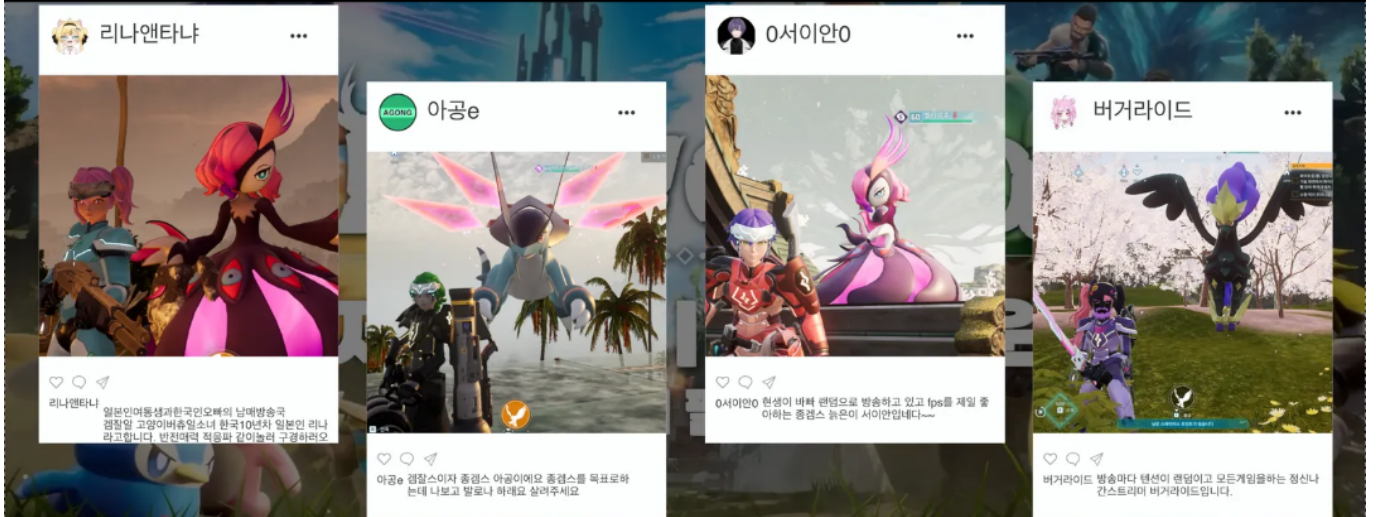 리나앤타냐
리나앤타냐
일본인여동생과한국인오빠의 남매방송국
겜잘알 고양이버츄얼소녀 한국10년차 일본인 리나
라고합니다. 반전매력 적응파 같이놀러 구경하러오
AGONG
아공e
아공e 겜잘스이자 종겜스 아공이에요 종겜스를 목표로하
는데 나보고 발로나 하래요 살려주세요
0서이안0
60
0서이안0 현생이 바빠 랜덤으로 방송하고 있고 fps를 제일 좋
아하는 종겜스 늙은이 서이안입네다~~
버거라이드
버거라이드 방송마다 텐션이 랜덤이고 모든게임을하는 정신나
간스트리머 버거라이드입니다.